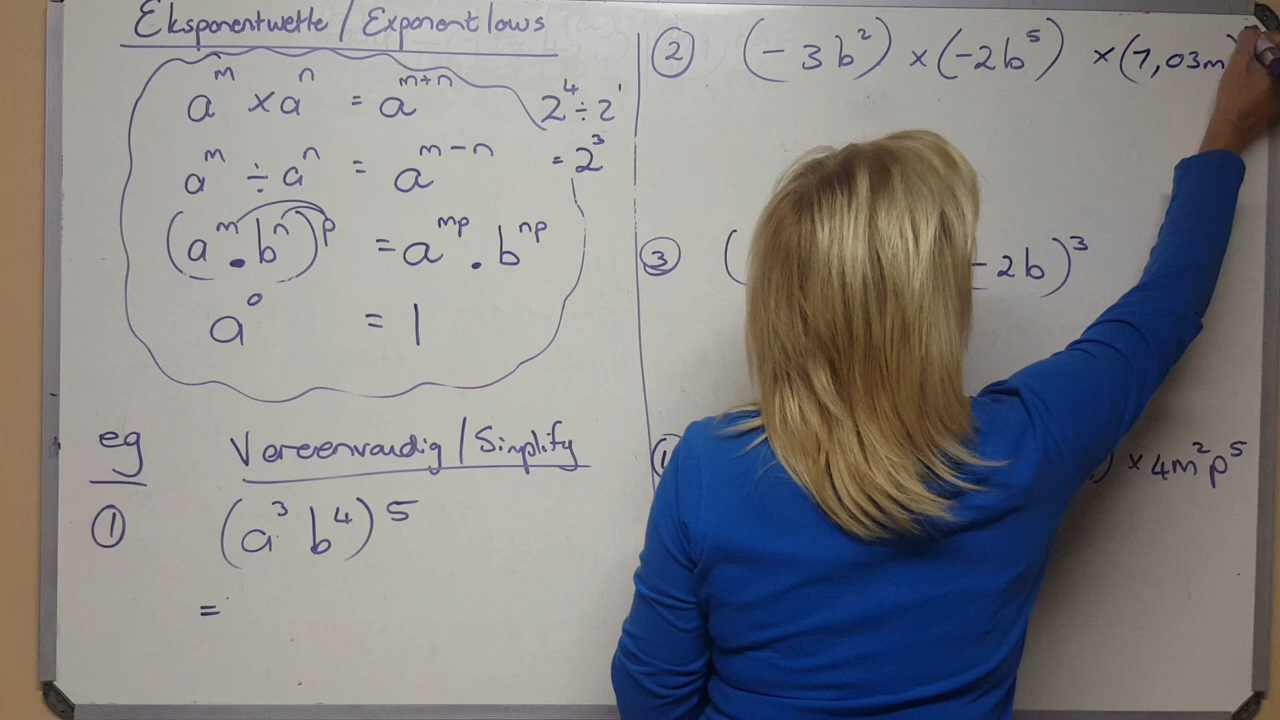 Eksponentwette / Exponent laws
a^m × a^n = a^{m+n}
2^4 ÷ 2^1
a^m ÷ a^n = a^{m-n}
= 2^3
(a^m . b^n)^p = a^{mp} . b^{np}
a^0 = 1
eg Vereenvoudig / Simplify
① (a^3 b^4)^5
=
② (-3b^2) × (-2b^5) × (7,03m)
③ ( -2b)^3
) × 4m^2p^5